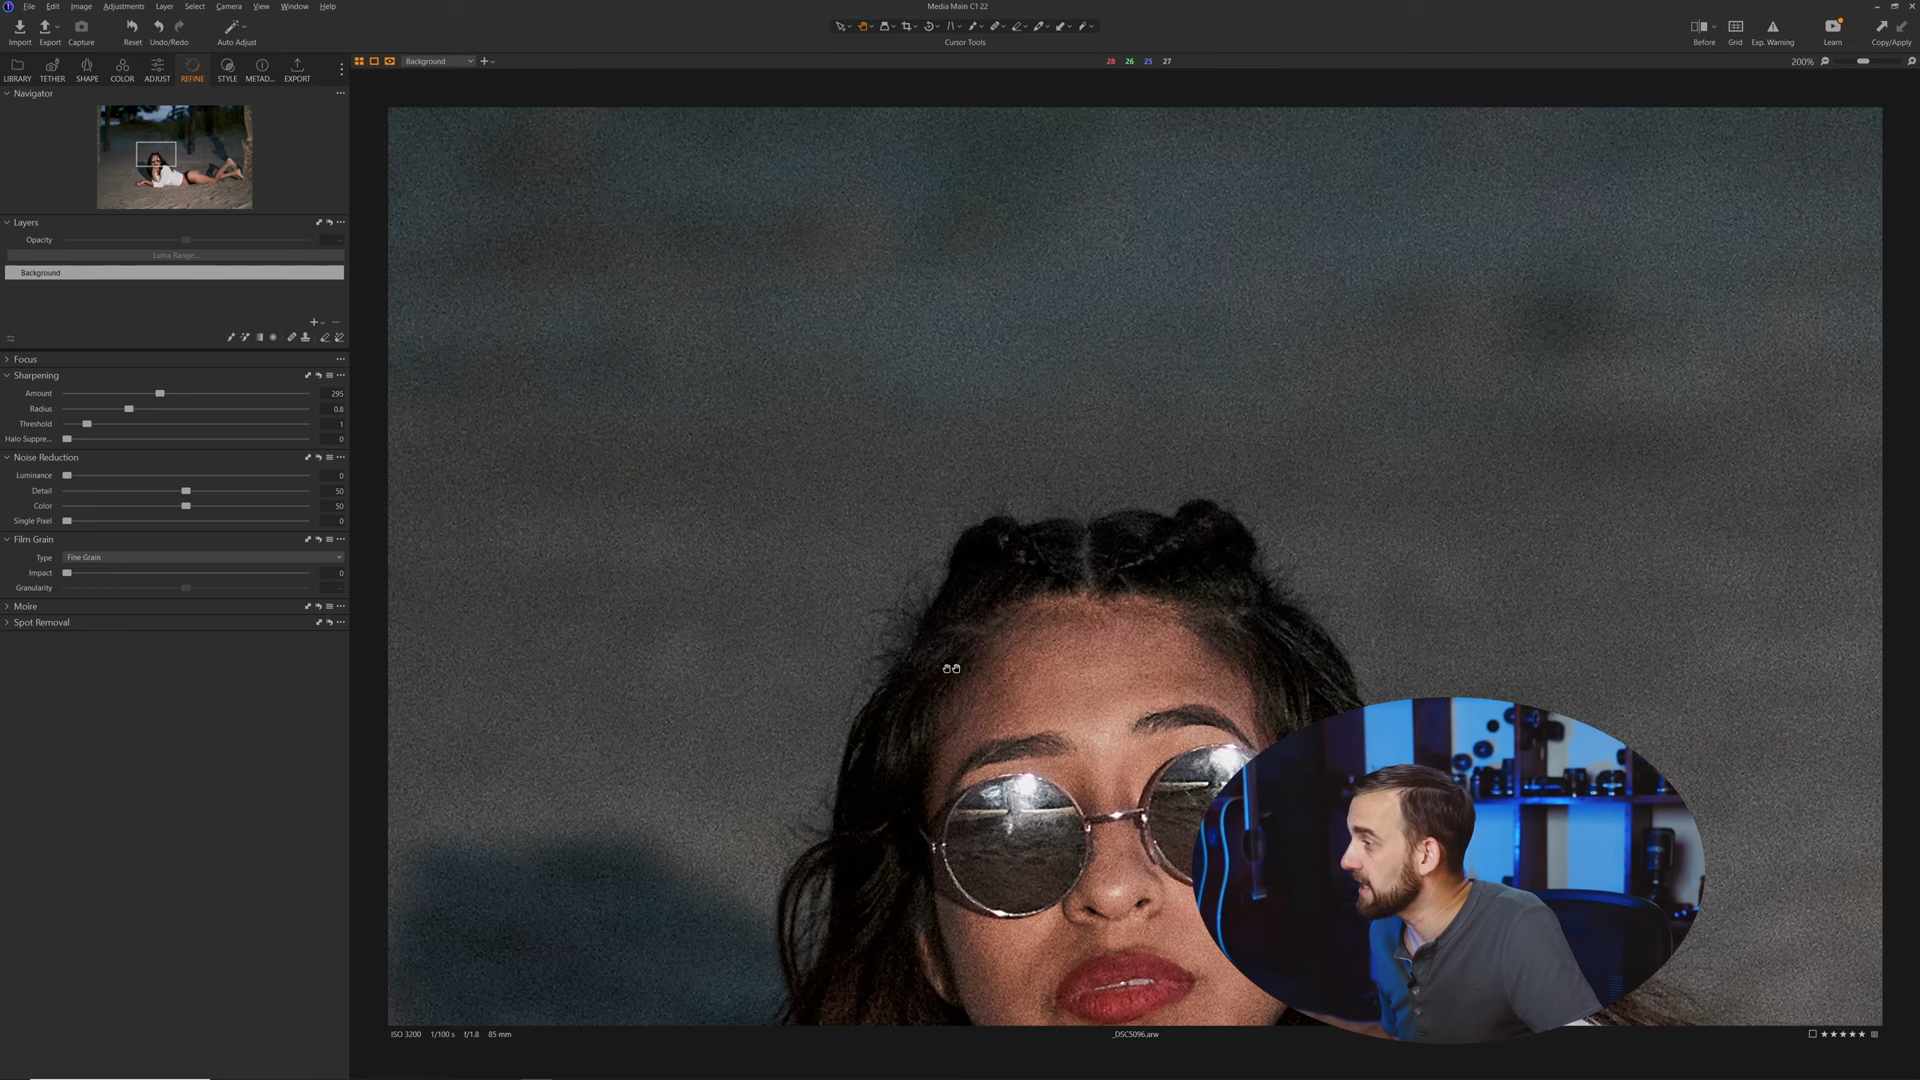 File Edit Image Adjustments Layer Select Camera View Window Help
Media Main C1 22
Import Export Capture Reset Undo/Redo Auto Adjust
Cursor Tools
Before Grid Exp. Warning Learn Copy/Apply
LIBRARY TETHER SHAPE COLOR ADJUST REFINE STYLE METAD... EXPORT
Background
28 26 25 27
200%
Navigator
Layers
Opacity
Luma Range...
Background
Focus
Sharpening
Amount 295
Radius 0.8
Threshold 1
Halo Suppre... 0
Noise Reduction
Luminance 0
Detail 50
Color 50
Single Pixel 0
Film Grain
Type Fine Grain
Impact 0
Granularity
Moire
Spot Removal
ISO 3200 1/100 s f/1.8 85 mm
_DSC5096.arw